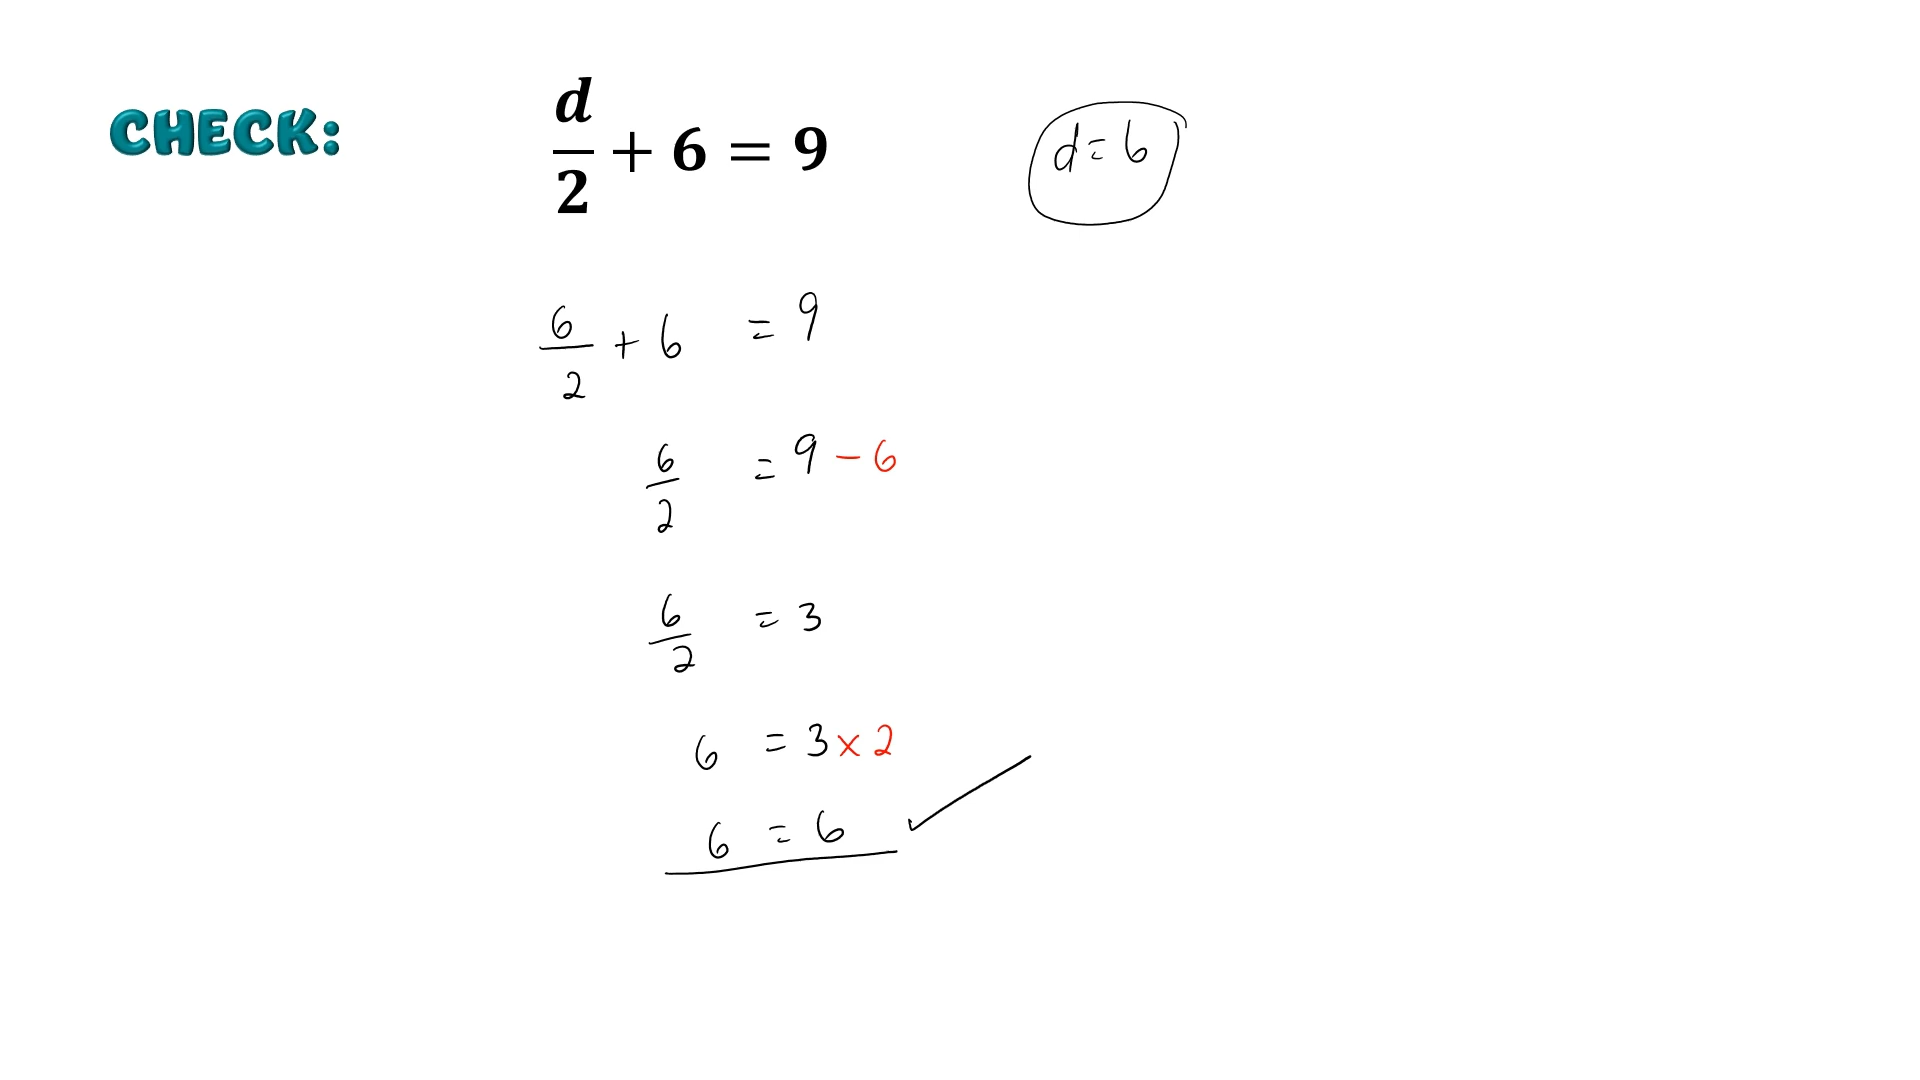 CHECK:
d/2 + 6 = 9
d = 6
6/2 + 6 = 9
6/2 = 9 - 6
6/2 = 3
6 = 3 x 2
6 = 6 ✓